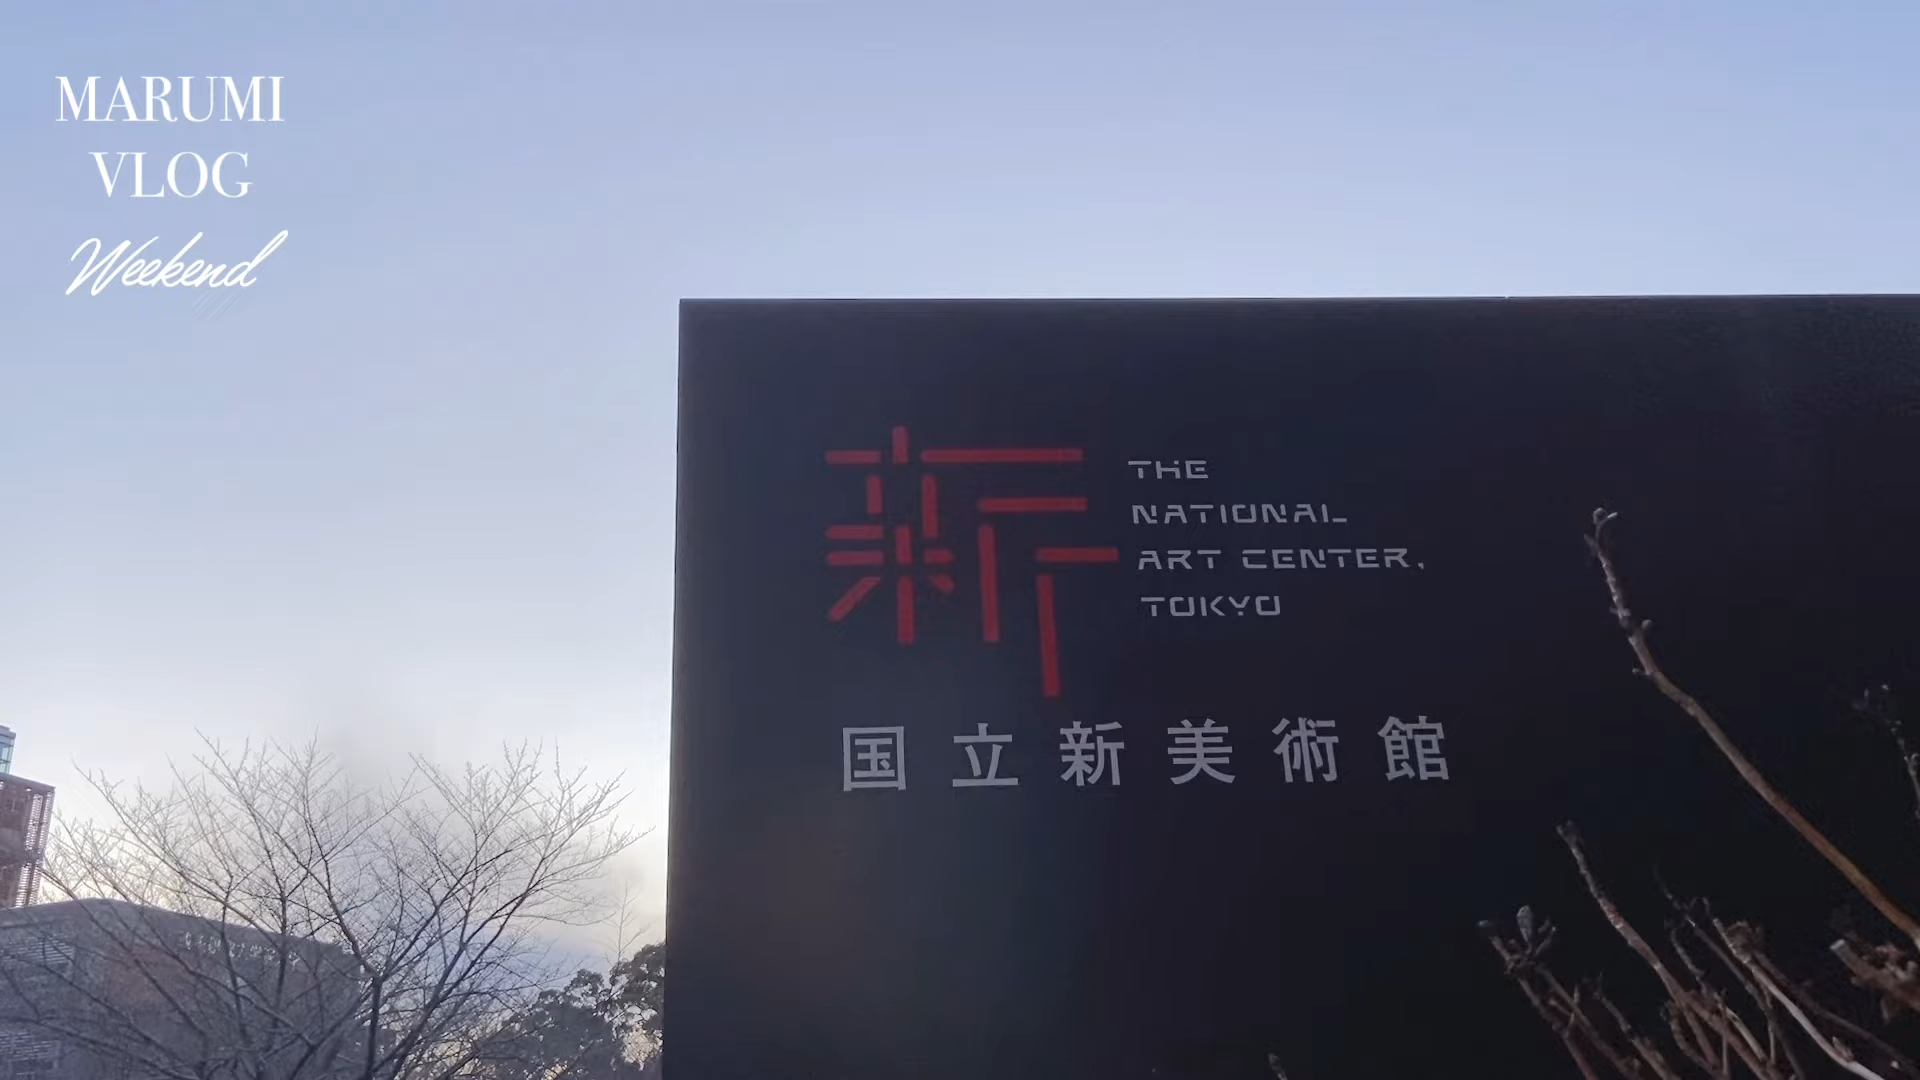 MARUMI
VLOG
Weekend
新
THE
NATIONAL
ART CENTER,
TOKYO
国立新美術館